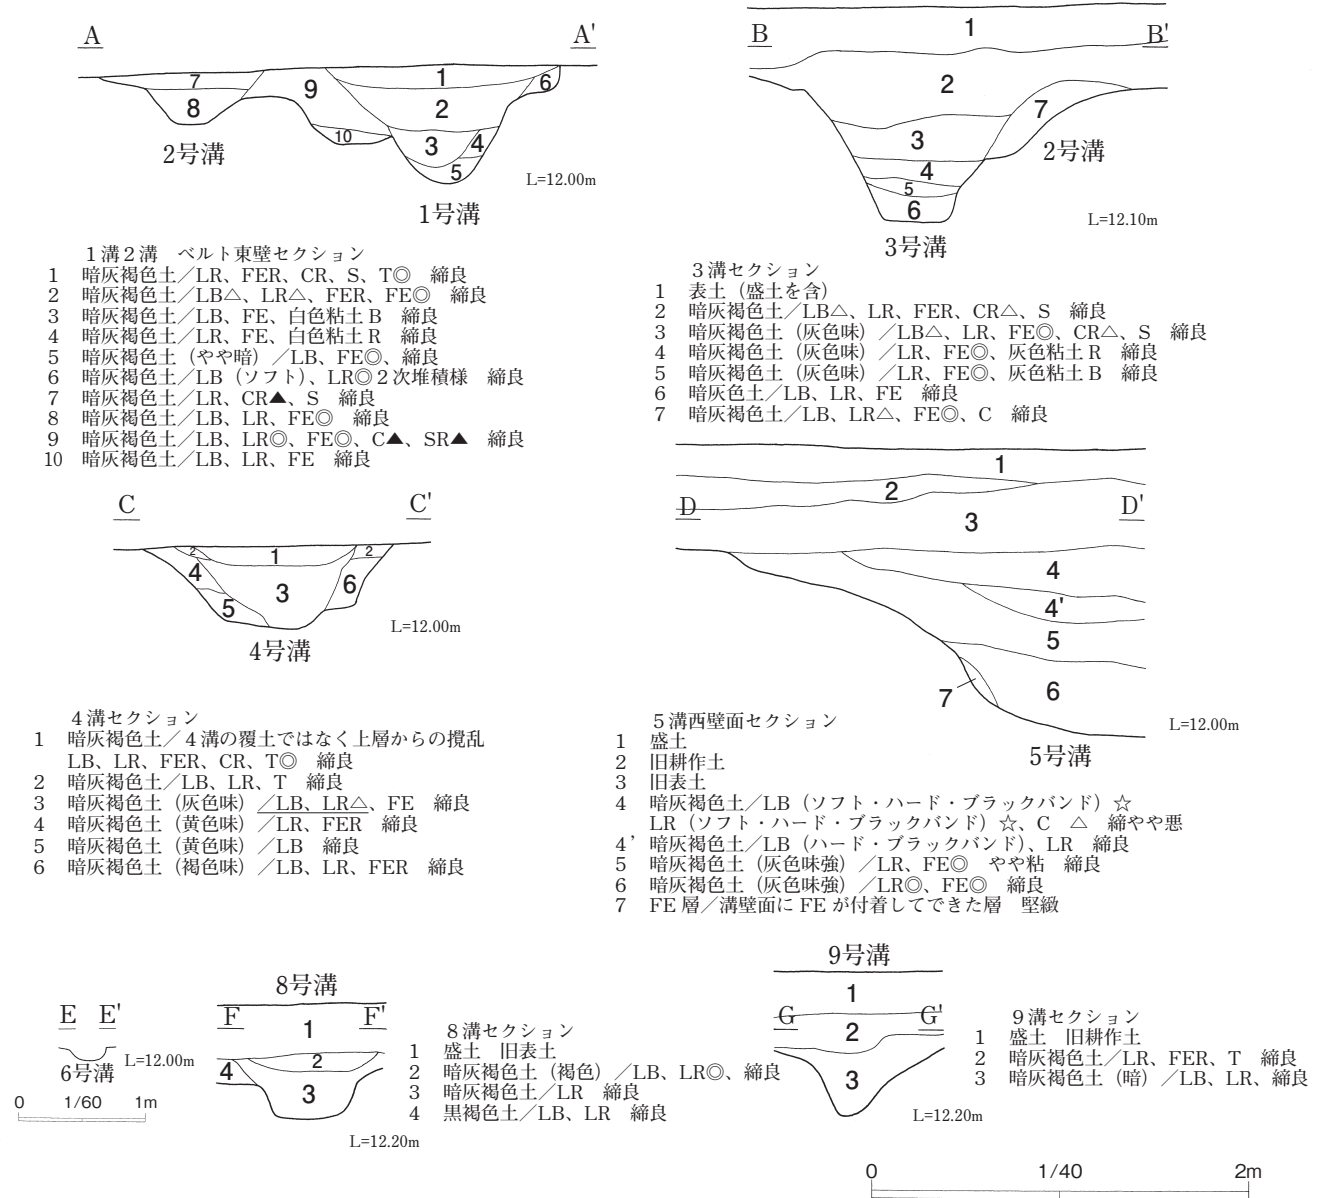 A A'
1
2
3
4
5
6
7
8
9
10
2号溝
1号溝
L=12.00m
1溝2溝　ベルト東壁セクション
1 暗灰褐色土／LR、FER、CR、S、T◎　締良
2 暗灰褐色土／LB△、LR△、FER、FE◎　締良
3 暗灰褐色土／LB、FE、白色粘土B　締良
4 暗灰褐色土／LR、FE、白色粘土R　締良
5 暗灰褐色土（やや暗）／LB、FE◎、締良
6 暗灰褐色土／LB（ソフト）、LR◎2次堆積様　締良
7 暗灰褐色土／LR、CR▲、S　締良
8 暗灰褐色土／LB、LR、FE◎　締良
9 暗灰褐色土／LB、LR◎、FE◎、C▲、SR▲　締良
10 暗灰褐色土／LB、LR、FE　締良
B B'
1
2
3
4
5
6
7
2号溝
3号溝
L=12.10m
3溝セクション
1 表土（盛土を含）
2 暗灰褐色土／LB△、LR、FER、CR△、S　締良
3 暗灰褐色土（灰色味）／LB△、LR、FE◎、CR△、S　締良
4 暗灰褐色土（灰色味）／LR、FE◎、灰色粘土R　締良
5 暗灰褐色土（灰色味）／LR、FE◎、灰色粘土B　締良
6 暗灰色土／LB、LR、FE　締良
7 暗灰褐色土／LB、LR△、FE◎、C　締良
C C'
1
2
2
3
4
5
6
4号溝
L=12.00m
4溝セクション
1 暗灰褐色土／4溝の覆土ではなく上層からの撹乱
LB、LR、FER、CR、T◎　締良
2 暗灰褐色土／LB、LR、T　締良
3 暗灰褐色土（灰色味）／LB、LR△、FE　締良
4 暗灰褐色土（黄色味）／LR、FER　締良
5 暗灰褐色土（黄色味）／LB　締良
6 暗灰褐色土（褐色味）／LB、LR、FER　締良
D D'
1
2
3
4
4'
5
6
7
5号溝
L=12.00m
5溝西壁面セクション
1 盛土
2 旧耕作土
3 旧表土
4 暗灰褐色土／LB（ソフト・ハード・ブラックバンド）☆
LR（ソフト・ハード・ブラックバンド）☆、C　△　締やや悪
4’ 暗灰褐色土／LB（ハード・ブラックバンド）、LR　締良
5 暗灰褐色土（灰色味強）／LR、FE◎　やや粘　締良
6 暗灰褐色土（灰色味強）／LR◎、FE◎　締良
7 FE層／溝壁面にFEが付着してできた層　堅緻
E E'
L=12.00m
6号溝
0 1/60 1m
8号溝
F F'
1
2
3
4
L=12.20m
8溝セクション
1 盛土　旧表土
2 暗灰褐色土（褐色）／LB、LR◎、締良
3 暗灰褐色土／LR　締良
4 黒褐色土／LB、LR　締良
9号溝
G G'
1
2
3
L=12.20m
9溝セクション
1 盛土　旧耕作土
2 暗灰褐色土／LR、FER、T　締良
3 暗灰褐色土（暗）／LB、LR、締良
0 1/40 2m